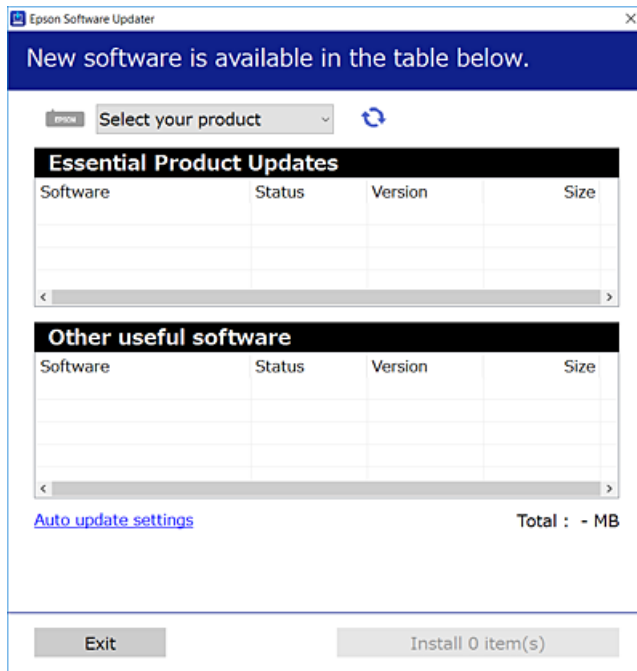 Epson Software Updater
New software is available in the table below.
EPSON Select your product
Essential Product Updates
Software Status Version Size
Other useful software
Software Status Version Size
Auto update settings Total : - MB
Exit Install 0 item(s)